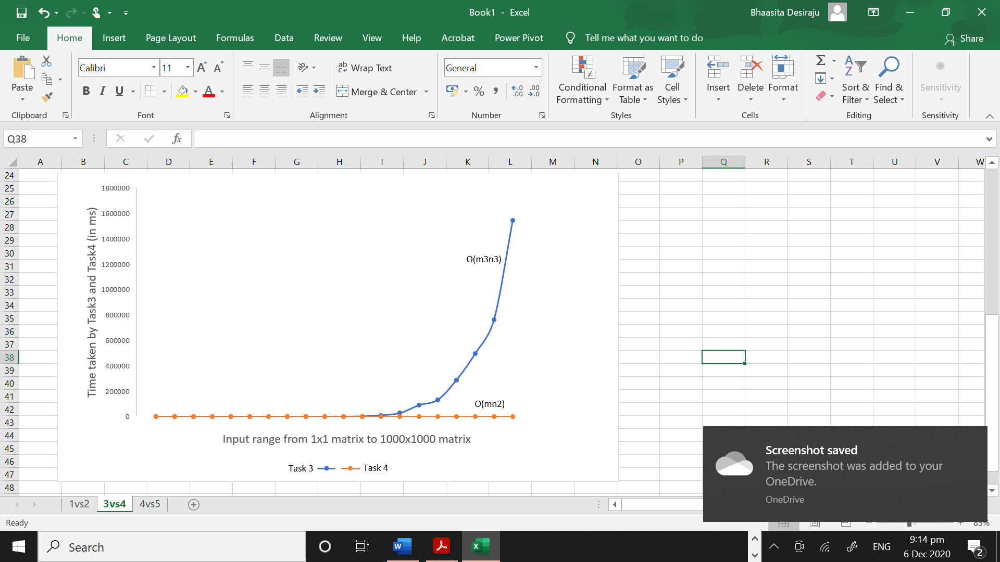 Book1 - Excel
Bhaasita Desiraju
File Home Insert Page Layout Formulas Data Review View Help Acrobat Power Pivot Tell me what you want to do Share
Paste
Clipboard
Calibri 11
B I U
Font
Wrap Text
Merge & Center
Alignment
General
Number
Conditional Formatting
Format as Table
Cell Styles
Styles
Insert Delete Format
Cells
Sort & Filter
Find & Select
Editing
Sensitivity
Sensitivity
Q38
fx
A B C D E F G H I J K L M N O P Q R S T U V W
24
25
26
27
28
29
30
31
32
33
34
35
36
37
38
39
40
41
42
43
44
45
46
47
48
Time taken by Task3 and Task4 (in ms)
1800000
1600000
1400000
1200000
1000000
800000
600000
400000
200000
0
O(m3n3)
O(mn2)
Input range from 1x1 matrix to 1000x1000 matrix
Task 3 Task 4
Screenshot saved
The screenshot was added to your
OneDrive.
OneDrive
1vs2 3vs4 4vs5
Ready
85%
Search
ENG
9:14 pm
6 Dec 2020
2